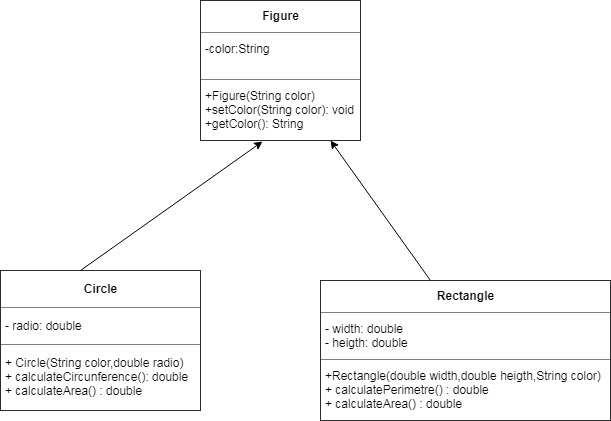 Figure
-color:String
+Figure(String color)
+setColor(String color): void
+getColor(): String
Circle
- radio: double
+ Circle(String color,double radio)
+ calculateCircunference(): double
+ calculateArea() : double
Rectangle
- width: double
- heigth: double
+Rectangle(double width,double heigth,String color)
+ calculatePerimetre() : double
+ calculateArea() : double